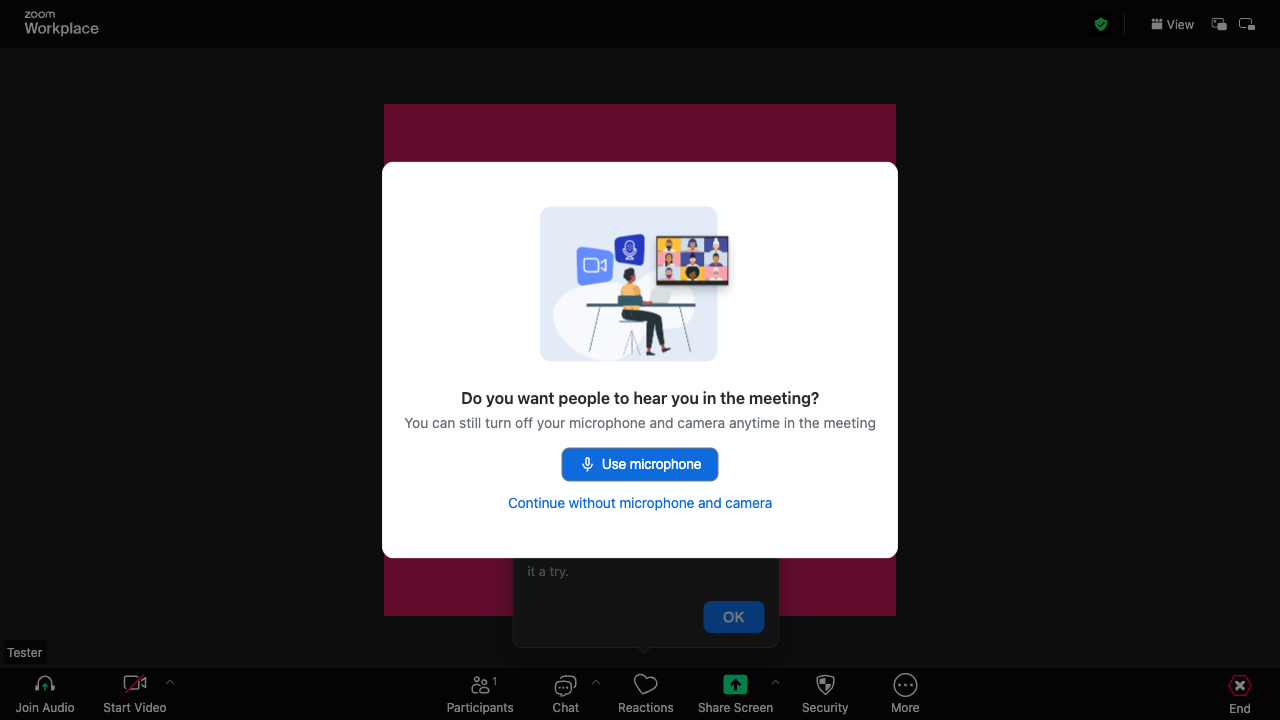 zoom
Workplace
View
Do you want people to hear you in the meeting?
You can still turn off your microphone and camera anytime in the meeting
Use microphone
Continue without microphone and camera
it a try.
OK
Tester
Join Audio
Start Video
Participants
1
Chat
Reactions
Share Screen
Security
More
End